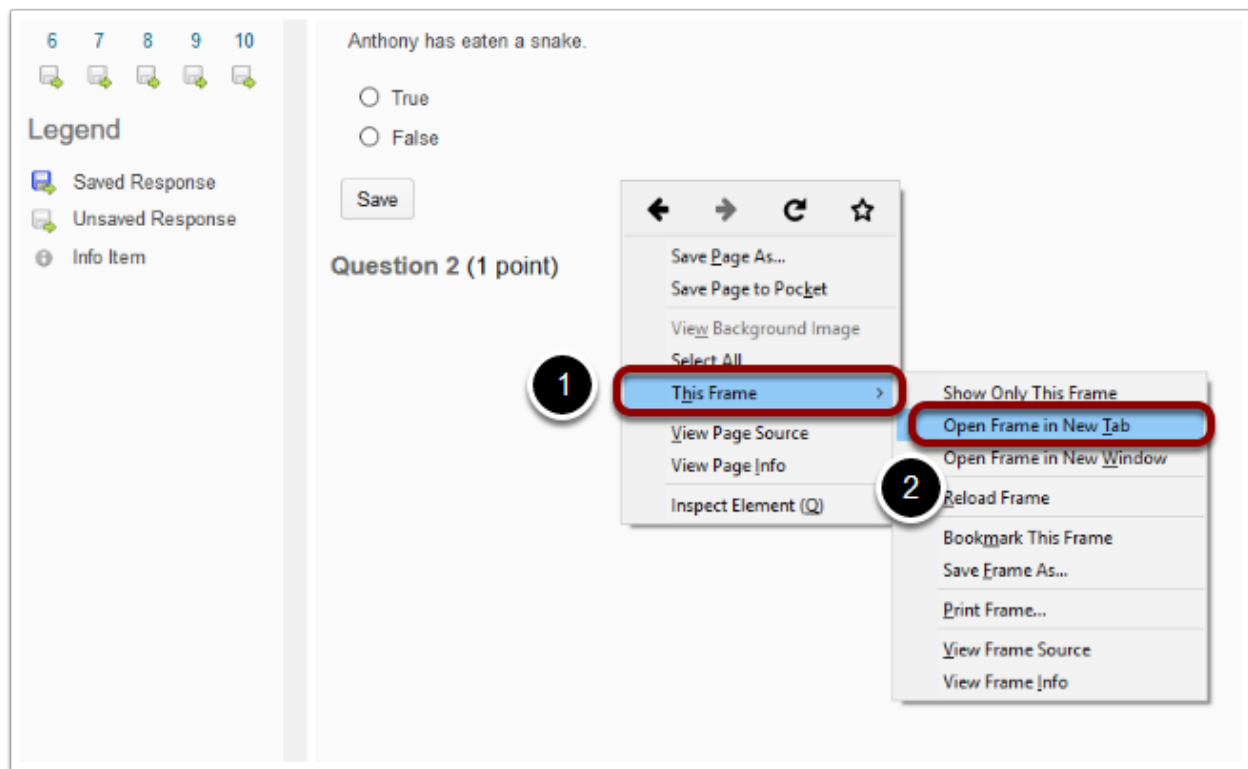 6 7 8 9 10
Legend
Saved Response
Unsaved Response
Info Item
Anthony has eaten a snake.
True
False
Save
Question 2 (1 point)
Save Page As...
Save Page to Pocket
View Background Image
Select All
1
This Frame
View Page Source
View Page Info
Inspect Element (Q)
Show Only This Frame
Open Frame in New Tab
Open Frame in New Window
2
Reload Frame
Bookmark This Frame
Save Frame As...
Print Frame...
View Frame Source
View Frame Info